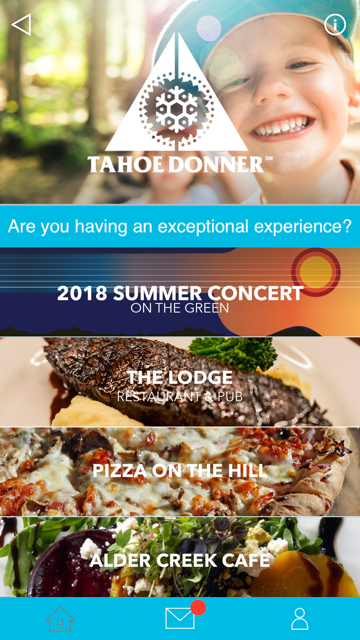 TAHOE DONNER™
Are you having an exceptional experience?
2018 SUMMER CONCERT
ON THE GREEN
THE LODGE
RESTAURANT & PUB
PIZZA ON THE HILL
ALDER CREEK CAFÉ